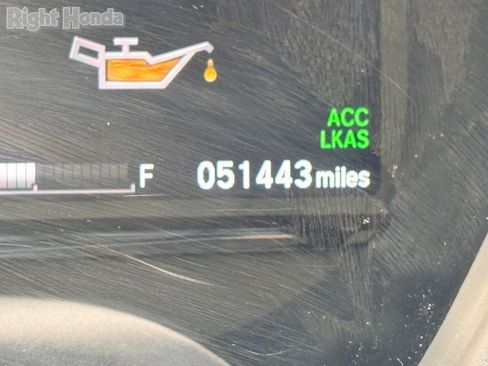 Right Honda
ACC
LKAS
F 051443 miles